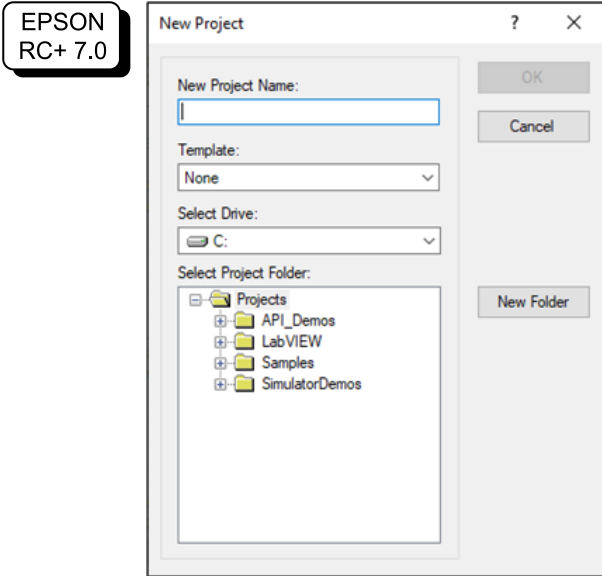 EPSON
RC+ 7.0
New Project
?
New Project Name:
OK
Cancel
Template:
None
Select Drive:
C:
Select Project Folder:
Projects
New Folder
API_Demos
LabVIEW
Samples
SimulatorDemos